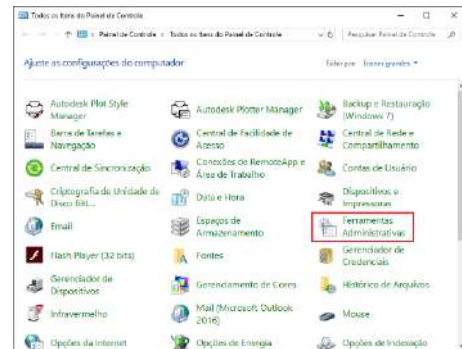 Todos os Itens do Painel de Controle
Painel de Controle > Todos os Itens do Painel de Controle
Pesquisar Painel de Controle
Ajuste as configurações do computador
Exibir por: Ícones grandes
Autodesk Plot Style Manager
Autodesk Plotter Manager
Backup e Restauração (Windows 7)
Barra de Tarefas e Navegação
Central de Facilidade de Acesso
Central de Rede e Compartilhamento
Central de Sincronização
Conexões de RemoteApp e Área de Trabalho
Contas de Usuário
Criptografia de Unidade de Disco Bitl...
Data e Hora
Dispositivos e Impressoras
Email
Espaços de Armazenamento
Ferramentas Administrativas
Flash Player (32 bits)
Fontes
Gerenciador de Credenciais
Gerenciador de Dispositivos
Gerenciamento de Cores
Histórico de Arquivos
Infravermelho
Mail (Microsoft Outlook 2016)
Mouse
Opções da Internet
Opções de Energia
Opções de Indexação